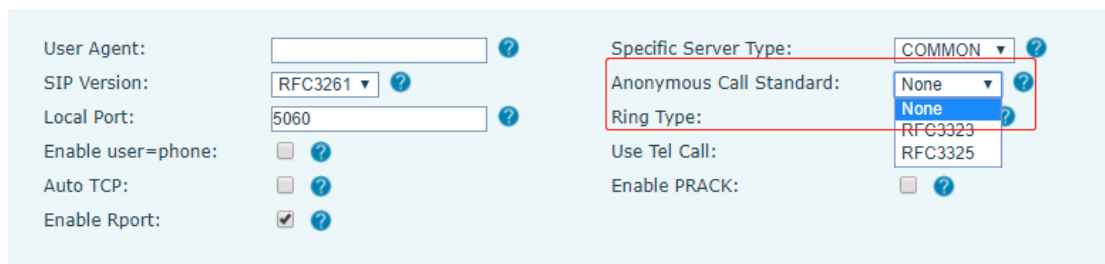 User Agent: ? Specific Server Type: COMMON ?
SIP Version: RFC3261 ? Anonymous Call Standard: None ?
Local Port: 5060 ? Ring Type: None ?
RFC3323
Enable user=phone: ? Use Tel Call: RFC3325
Auto TCP: ? Enable PRACK: ?
Enable Rport: ?